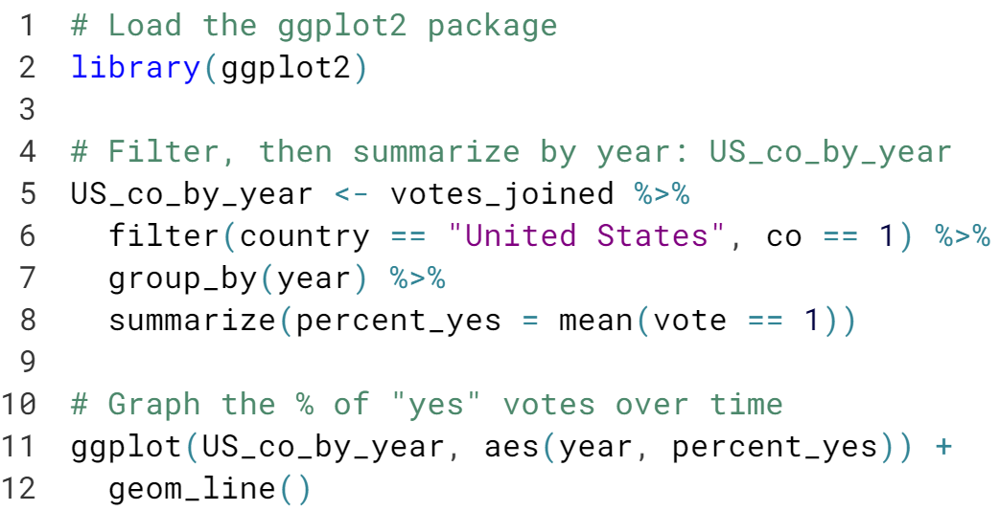 1 # Load the ggplot2 package
2 library(ggplot2)
3
4 # Filter, then summarize by year: US_co_by_year
5 US_co_by_year <- votes_joined %>%
6   filter(country == "United States", co == 1) %>%
7   group_by(year) %>%
8   summarize(percent_yes = mean(vote == 1))
9
10 # Graph the % of "yes" votes over time
11 ggplot(US_co_by_year, aes(year, percent_yes)) +
12   geom_line()